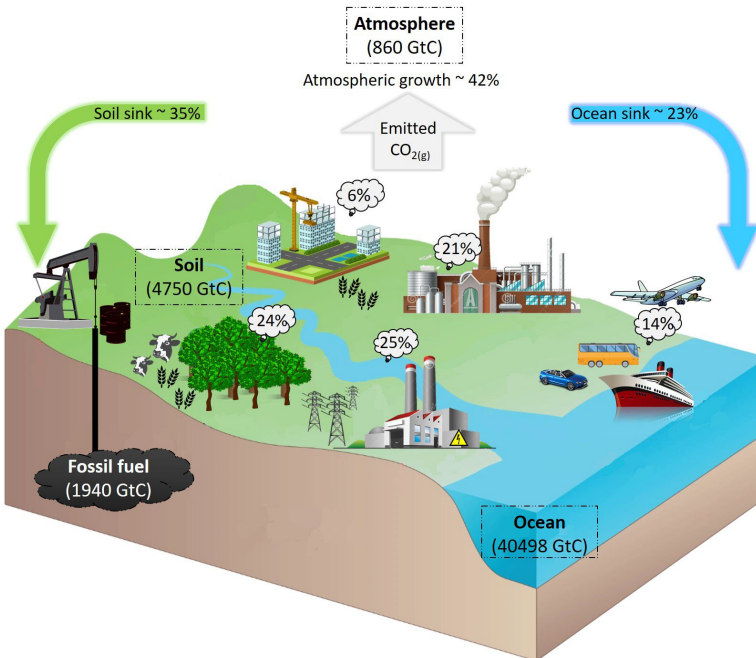 Atmosphere
(860 GtC)
Atmospheric growth ~ 42%
Soil sink ~ 35%
Ocean sink ~ 23%
Emitted
CO2(g)
6%
21%
Soil
(4750 GtC)
24%
25%
14%
Fossil fuel
(1940 GtC)
Ocean
(40498 GtC)
A